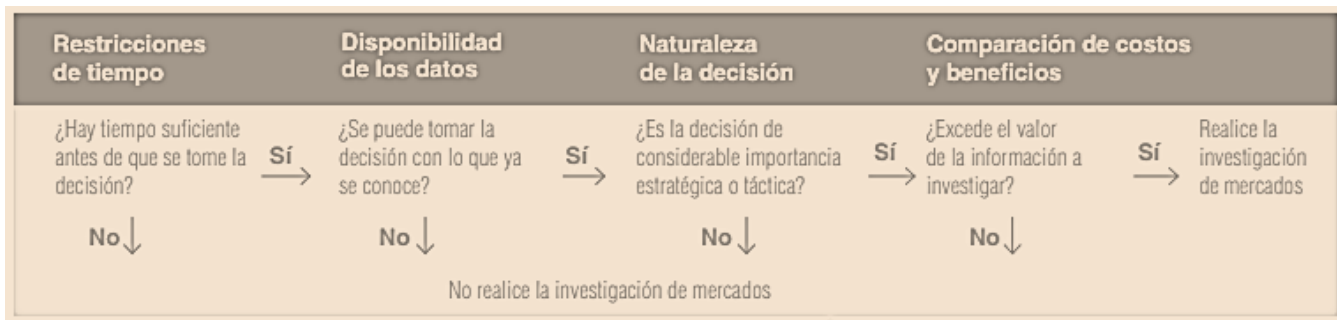 Restricciones
de tiempo
Disponibilidad
de los datos
Naturaleza
de la decisión
Comparación de costos
y beneficios
¿Hay tiempo suficiente
antes de que se tome la
decisión?
Sí
¿Se puede tomar la
decisión con lo que ya
se conoce?
Sí
¿Es la decisión de
considerable importancia
estratégica o táctica?
Sí
¿Excede el valor
de la información a
investigar?
Sí
Realice la
investigación
de mercados
No
No
No
No
No realice la investigación de mercados